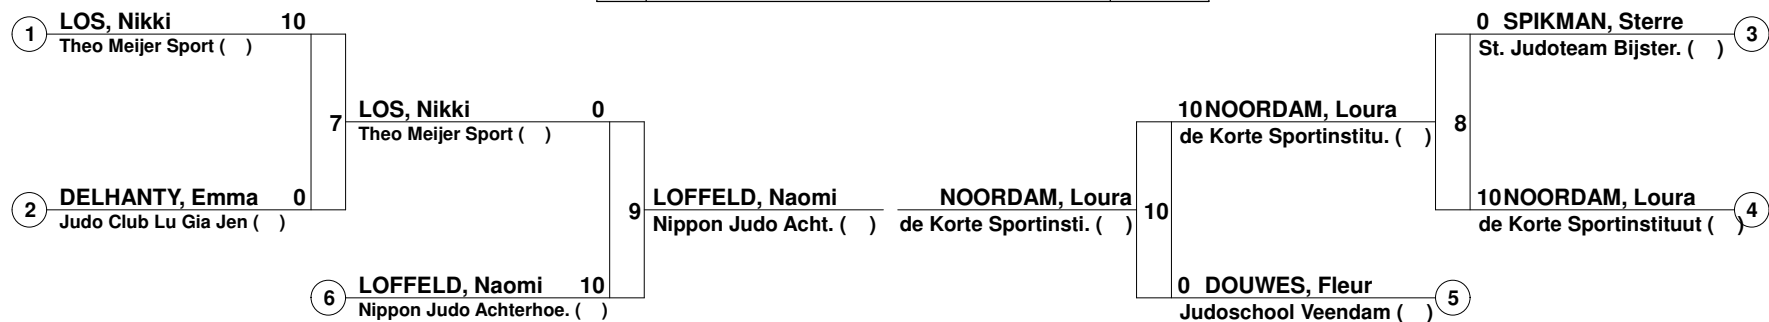 1 LOS, Nikki 10
Theo Meijer Sport ( )
2 DELHANTY, Emma 0
Judo Club Lu Gia Jen ( )
7
LOS, Nikki 0
Theo Meijer Sport ( )
6 LOFFELD, Naomi 10
Nippon Judo Achterhoe. ( )
9
LOFFELD, Naomi
Nippon Judo Acht. ( )
NOORDAM, Loura
de Korte Sportinsti. ( )
10
10 NOORDAM, Loura
de Korte Sportinstitu. ( )
0 DOUWES, Fleur 5
Judoschool Veendam ( )
8
0 SPIKMAN, Sterre 3
St. Judoteam Bijster. ( )
10 NOORDAM, Loura 4
de Korte Sportinstituut ( )